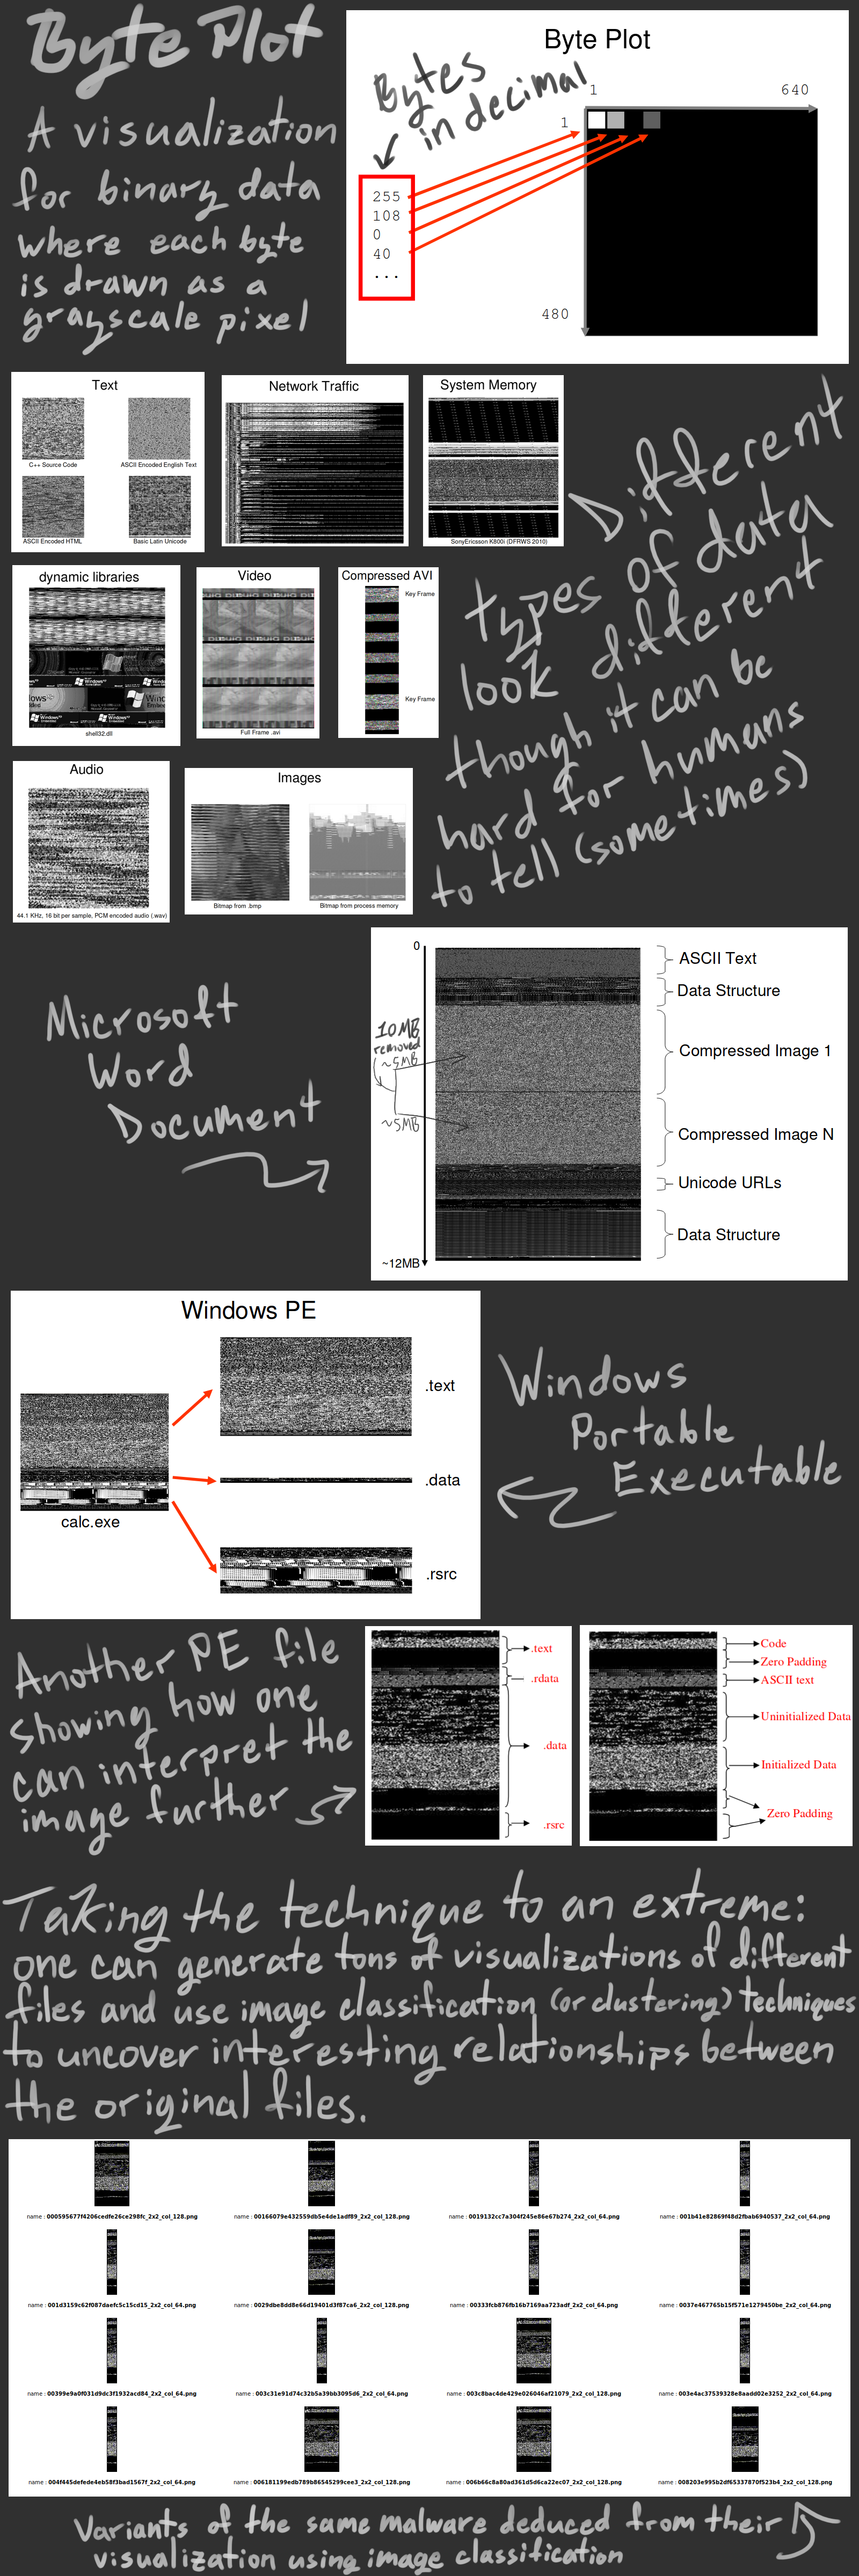 Byte Plot
A visualization
for binary data
where each byte
is drawn as a
grayscale pixel
Byte Plot
Bytes
in decimal
1
640
1
480
255
108
0
40
...
Text
C++ Source Code
ASCII Encoded English Text
ASCII Encoded HTML
Basic Latin Unicode
Network Traffic
System Memory
SonyEricsson K800i (DFRWS 2010)
Different
types of data
look different
though it can be
hard for humans
to tell (sometimes)
dynamic libraries
shell32.dll
Video
Full Frame .avi
Compressed AVI
Key Frame
Key Frame
Audio
44.1 KHz, 16 bit per sample, PCM encoded audio (.wav)
Images
Bitmap from .bmp
Bitmap from process memory
Microsoft
Word
Document
0
10MB
removed
~5MB
~5MB
~12MB
ASCII Text
Data Structure
Compressed Image 1
Compressed Image N
Unicode URLs
Data Structure
Windows PE
calc.exe
.text
.data
.rsrc
Windows
Portable
Executable
Another PE file
showing how one
can interpret the
image further
.text
.rdata
.data
.rsrc
Code
Zero Padding
ASCII text
Uninitialized Data
Initialized Data
Zero Padding
Taking the technique to an extreme:
one can generate tons of visualizations of different
files and use image classification (or clustering) techniques
to uncover interesting relationships between
the original files.
name : 000595677f4206cedfe26ce298fc_2x2_col_128.png
name : 00166079e432559db5e4de1adf89_2x2_col_128.png
name : 0019132cc7a304f245e86e67b274_2x2_col_64.png
name : 001b41e82869f48d2fbab6940537_2x2_col_64.png
name : 001d3159c62f087daefc5c15cd15_2x2_col_64.png
name : 0029dbe8dd8e66d19401d3f87ca6_2x2_col_128.png
name : 00333fcb876fb16b7169aa723adf_2x2_col_64.png
name : 0037e467765b15f571e1279450be_2x2_col_64.png
name : 00399e9a0f031d9dc3f1932acd84_2x2_col_64.png
name : 003c31e91d74c32b5a39bb3095d6_2x2_col_64.png
name : 003c8bac4de429e026046af21079_2x2_col_128.png
name : 003e4ac37539328e8aadd02e3252_2x2_col_64.png
name : 004f445defede4eb58f3bad1567f_2x2_col_64.png
name : 006181199edb789b86545299cee3_2x2_col_128.png
name : 006b66c8a80ad361d5d6ca22ec07_2x2_col_128.png
name : 008203e995b2df65337870f523b4_2x2_col_128.png
Variants of the same malware deduced from their
visualization using image classification